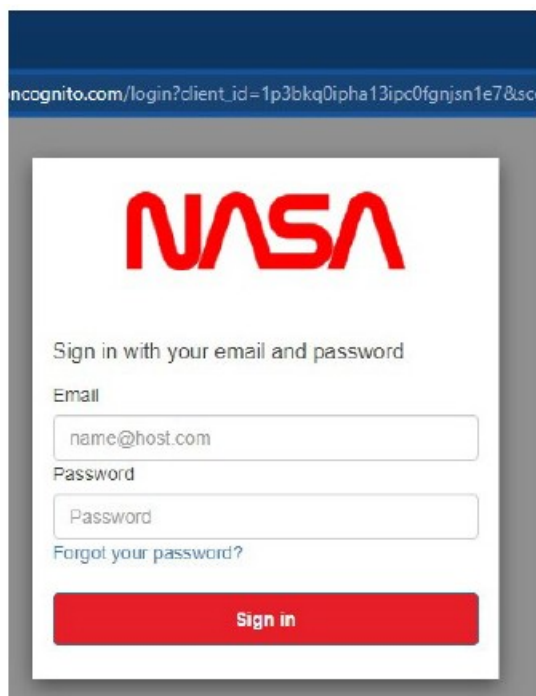 ncognito.com/login?client_id=1p3bkq0ipha13ipc0fgnjsn1e7&sc
NASA
Sign in with your email and password
Email
name@host.com
Password
Password
Forgot your password?
Sign in